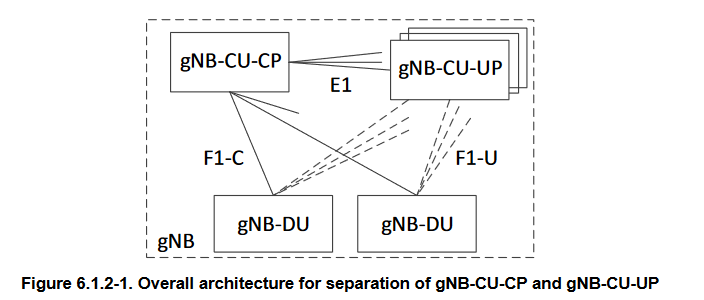 gNB-CU-CP
gNB-CU-UP
E1
F1-C
F1-U
gNB-DU
gNB-DU
gNB
Figure 6.1.2-1. Overall architecture for separation of gNB-CU-CP and gNB-CU-UP